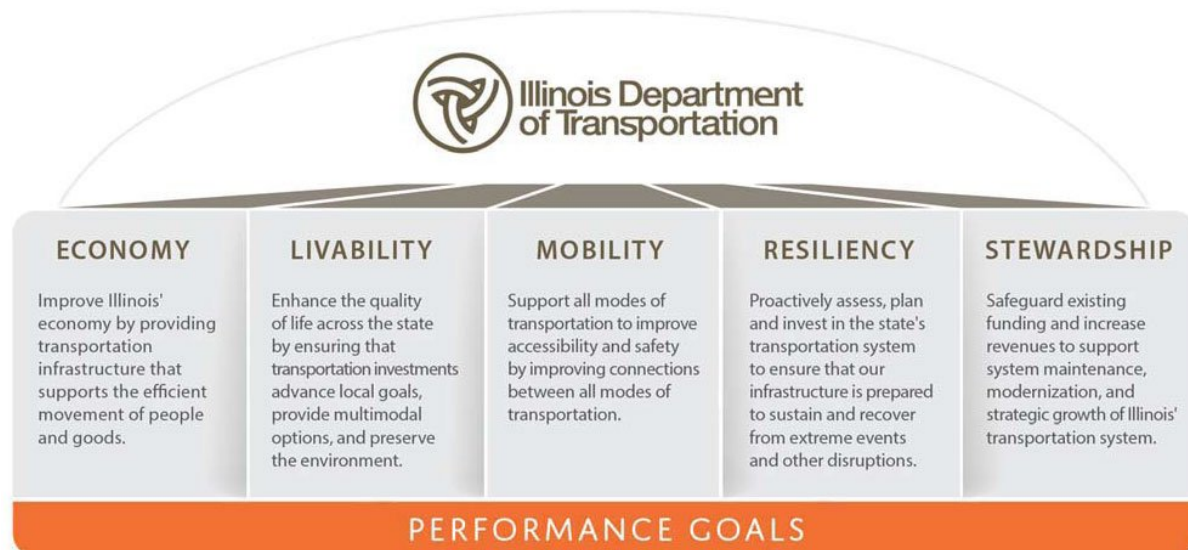 Illinois Department
of Transportation
ECONOMY
Improve Illinois'
economy by providing
transportation
infrastructure that
supports the efficient
movement of people
and goods.
LIVABILITY
Enhance the quality
of life across the state
by ensuring that
transportation investments
advance local goals,
provide multimodal
options, and preserve
the environment.
MOBILITY
Support all modes of
transportation to improve
accessibility and safety
by improving connections
between all modes of
transportation.
RESILIENCY
Proactively assess, plan
and invest in the state's
transportation system
to ensure that our
infrastructure is prepared
to sustain and recover
from extreme events
and other disruptions.
STEWARDSHIP
Safeguard existing
funding and increase
revenues to support
system maintenance,
modernization, and
strategic growth of Illinois'
transportation system.
PERFORMANCE GOALS